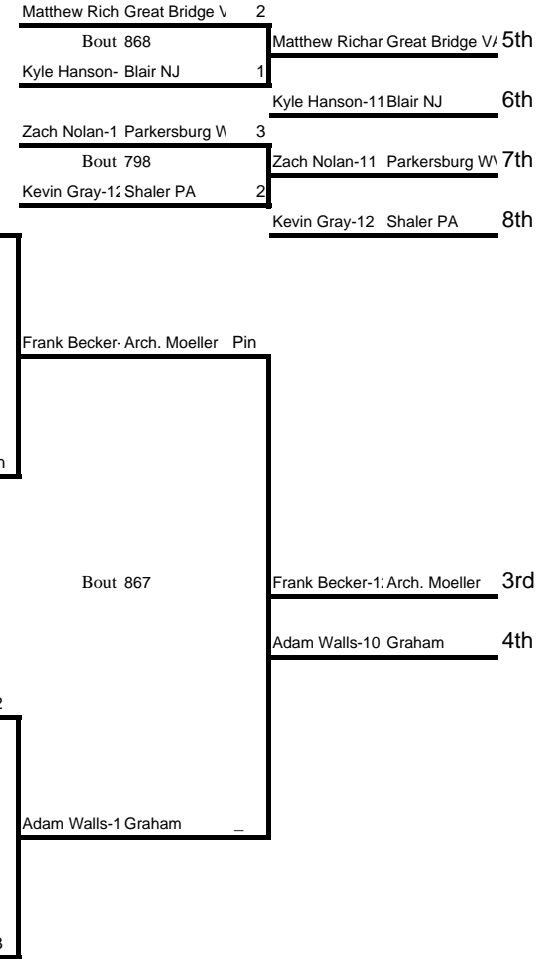 Matthew Rich Great Bridge V 2
Bout 868
Matthew Richar Great Bridge VA 5th
Kyle Hanson- Blair NJ 1
Kyle Hanson-11 Blair NJ 6th
Zach Nolan-1 Parkersburg W 3
Bout 798
Zach Nolan-11 Parkersburg WV 7th
Kevin Gray-12 Shaler PA 2
Kevin Gray-12 Shaler PA 8th
Frank Becker- Arch. Moeller Pin
Bout 867
Frank Becker-12 Arch. Moeller 3rd
Adam Walls-10 Graham 4th
Adam Walls-1 Graham _